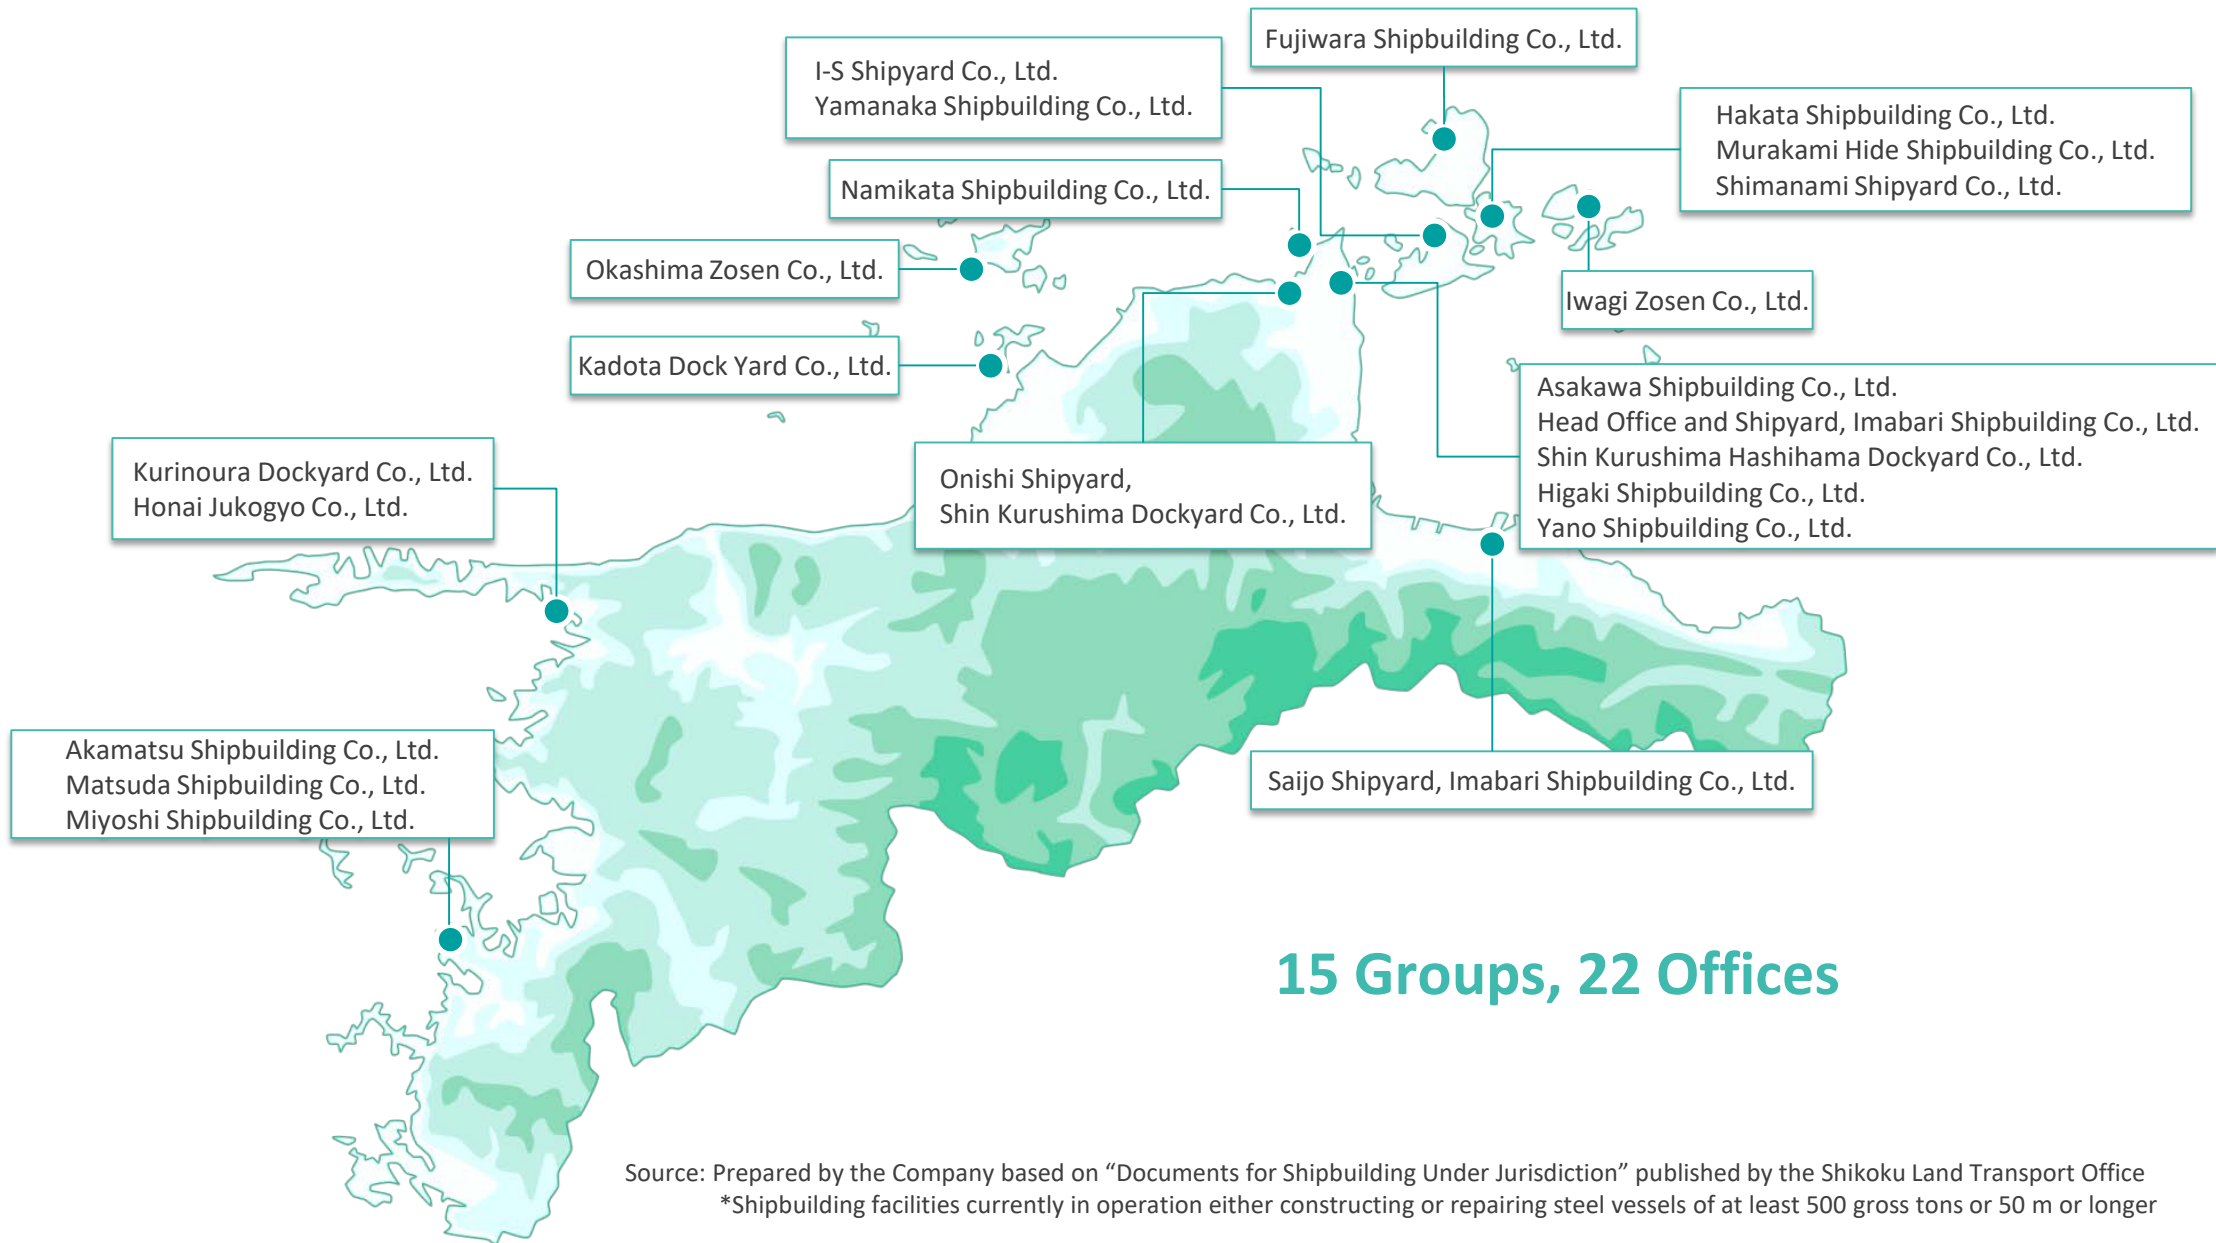 Fujiwara Shipbuilding Co., Ltd.
I-S Shipyard Co., Ltd.
Yamanaka Shipbuilding Co., Ltd.
Hakata Shipbuilding Co., Ltd.
Murakami Hide Shipbuilding Co., Ltd.
Shimanami Shipyard Co., Ltd.
Namikata Shipbuilding Co., Ltd.
Okashima Zosen Co., Ltd.
Iwagi Zosen Co., Ltd.
Kadota Dock Yard Co., Ltd.
Asakawa Shipbuilding Co., Ltd.
Head Office and Shipyard, Imabari Shipbuilding Co., Ltd.
Shin Kurushima Hashihama Dockyard Co., Ltd.
Higaki Shipbuilding Co., Ltd.
Yano Shipbuilding Co., Ltd.
Kurinoura Dockyard Co., Ltd.
Honai Jukogyo Co., Ltd.
Onishi Shipyard,
Shin Kurushima Dockyard Co., Ltd.
Akamatsu Shipbuilding Co., Ltd.
Matsuda Shipbuilding Co., Ltd.
Miyoshi Shipbuilding Co., Ltd.
Saijo Shipyard, Imabari Shipbuilding Co., Ltd.
15 Groups, 22 Offices
Source: Prepared by the Company based on “Documents for Shipbuilding Under Jurisdiction” published by the Shikoku Land Transport Office
*Shipbuilding facilities currently in operation either constructing or repairing steel vessels of at least 500 gross tons or 50 m or longer